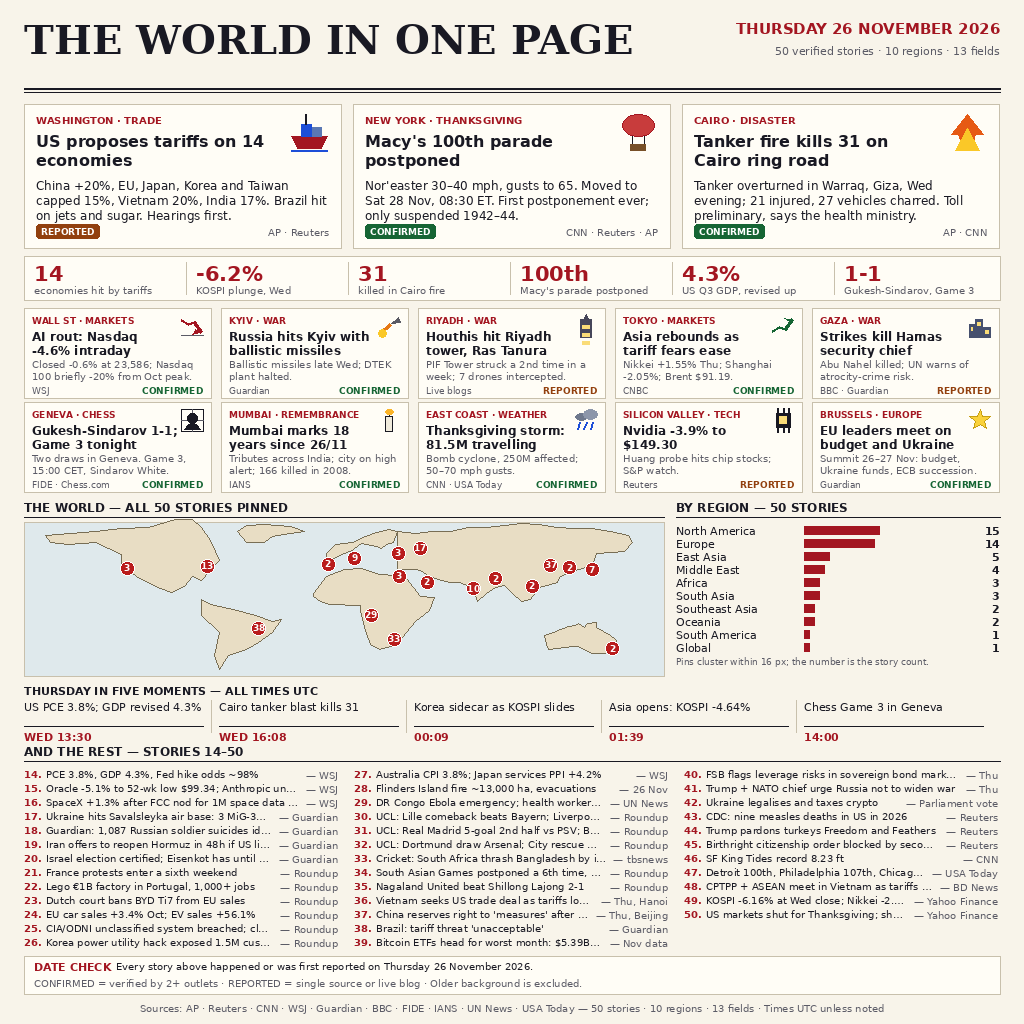 THE WORLD IN ONE PAGE
THURSDAY 26 NOVEMBER 2026
50 verified stories · 10 regions · 13 fields
WASHINGTON · TRADE
US proposes tariffs on 14
economies
China +20%, EU, Japan, Korea and Taiwan
capped 15%, Vietnam 20%, India 17%. Brazil hit
on jets and sugar. Hearings first.
REPORTED
AP · Reuters
NEW YORK · THANKSGIVING
Macy's 100th parade
postponed
Nor'easter 30–40 mph, gusts to 65. Moved to
Sat 28 Nov, 08:30 ET. First postponement ever;
only suspended 1942–44.
CONFIRMED
CNN · Reuters · AP
CAIRO · DISASTER
Tanker fire kills 31 on
Cairo ring road
Tanker overturned in Warraq, Giza, Wed
evening; 21 injured, 27 vehicles charred. Toll
preliminary, says the health ministry.
CONFIRMED
AP · CNN
14
economies hit by tariffs
-6.2%
KOSPI plunge, Wed
31
killed in Cairo fire
100th
Macy's parade postponed
4.3%
US Q3 GDP, revised up
1-1
Gukesh-Sindarov, Game 3
WALL ST · MARKETS
AI rout: Nasdaq
-4.6% intraday
Closed -0.6% at 23,586; Nasdaq
100 briefly -20% from Oct peak.
WSJ
CONFIRMED
KYIV · WAR
Russia hits Kyiv with
ballistic missiles
Ballistic missiles late Wed; DTEK
plant halted.
Guardian
CONFIRMED
RIYADH · WAR
Houthis hit Riyadh
tower, Ras Tanura
PIF Tower struck a 2nd time in a
week; 7 drones intercepted.
Live blogs
REPORTED
TOKYO · MARKETS
Asia rebounds as
tariff fears ease
Nikkei +1.55% Thu; Shanghai
-2.05%; Brent $91.19.
CNBC
CONFIRMED
GAZA · WAR
Strikes kill Hamas
security chief
Abu Nahel killed; UN warns of
atrocity-crime risk.
BBC · Guardian
REPORTED
GENEVA · CHESS
Gukesh-Sindarov 1-1;
Game 3 tonight
Two draws in Geneva. Game 3,
15:00 CET, Sindarov White.
FIDE · Chess.com
CONFIRMED
MUMBAI · REMEMBRANCE
Mumbai marks 18
years since 26/11
Tributes across India; city on high
alert; 166 killed in 2008.
IANS
CONFIRMED
EAST COAST · WEATHER
Thanksgiving storm:
81.5M travelling
Bomb cyclone, 250M affected;
50–70 mph gusts.
CNN · USA Today
CONFIRMED
SILICON VALLEY · TECH
Nvidia -3.9% to
$149.30
Huang probe hits chip stocks;
S&P watch.
Reuters
REPORTED
BRUSSELS · EUROPE
EU leaders meet on
budget and Ukraine
Summit 26–27 Nov: budget,
Ukraine funds, ECB succession.
Guardian
CONFIRMED
THE WORLD — ALL 50 STORIES PINNED
3
13
2
9
3
17
3
2
10
2
2
37
2
7
29
33
38
2
BY REGION — 50 STORIES
North America 15
Europe 14
East Asia 5
Middle East 4
Africa 3
South Asia 3
Southeast Asia 2
Oceania 2
South America 1
Global 1
Pins cluster within 16 px; the number is the story count.
THURSDAY IN FIVE MOMENTS — ALL TIMES UTC
US PCE 3.8%; GDP revised 4.3%
WED 13:30
Cairo tanker blast kills 31
WED 16:08
Korea sidecar as KOSPI slides
00:09
Asia opens: KOSPI -4.64%
01:39
Chess Game 3 in Geneva
14:00
AND THE REST — STORIES 14–50
14. PCE 3.8%, GDP 4.3%, Fed hike odds ~98% — WSJ
15. Oracle -5.1% to 52-wk low $99.34; Anthropic un... — WSJ
16. SpaceX +1.3% after FCC nod for 1M space data ... — WSJ
17. Ukraine hits Savalsleyka air base: 3 MiG-3... — Guardian
18. Guardian: 1,087 Russian soldier suicides id... — Guardian
19. Iran offers to reopen Hormuz in 48h if US li... — Guardian
20. Israel election certified; Eisenkot has until ... — Guardian
21. France protests enter a sixth weekend — Roundup
22. Lego €1B factory in Portugal, 1,000+ jobs — Roundup
23. Dutch court bans BYD Ti7 from EU sales — Roundup
24. EU car sales +3.4% Oct; EV sales +56.1% — Roundup
25. CIA/ODNI unclassified system breached; cl... — Roundup
26. Korea power utility hack exposed 1.5M cus... — Roundup
27. Australia CPI 3.8%; Japan services PPI +4.2% — WSJ
28. Flinders Island fire ~13,000 ha, evacuations — 26 Nov
29. DR Congo Ebola emergency; health worker... — UN News
30. UCL: Lille comeback beats Bayern; Liverpo... — Roundup
31. UCL: Real Madrid 5-goal 2nd half vs PSV; B... — Roundup
32. UCL: Dortmund draw Arsenal; City rescue ... — Roundup
33. Cricket: South Africa thrash Bangladesh by i... — tbsnews
34. South Asian Games postponed a 6th time, ... — Roundup
35. Nagaland United beat Shillong Lajong 2-1 — Roundup
36. Vietnam seeks US trade deal as tariffs lo... — Thu, Hanoi
37. China reserves right to 'measures' after ... — Thu, Beijing
38. Brazil: tariff threat 'unacceptable' — Guardian
39. Bitcoin ETFs head for worst month: $5.39B... — Nov data
40. FSB flags leverage risks in sovereign bond mark... — Thu
41. Trump + NATO chief urge Russia not to widen war — Thu
42. Ukraine legalises and taxes crypto — Parliament vote
43. CDC: nine measles deaths in US in 2026 — Reuters
44. Trump pardons turkeys Freedom and Feathers — Reuters
45. Birthright citizenship order blocked by seco... — Reuters
46. SF King Tides record 8.23 ft — CNN
47. Detroit 100th, Philadelphia 107th, Chicag... — USA Today
48. CPTPP + ASEAN meet in Vietnam as tariffs ... — BD News
49. KOSPI -6.16% at Wed close; Nikkei -2.... — Yahoo Finance
50. US markets shut for Thanksgiving; sh... — Yahoo Finance
DATE CHECK Every story above happened or was first reported on Thursday 26 November 2026.
CONFIRMED = verified by 2+ outlets · REPORTED = single source or live blog · Older background is excluded.
Sources: AP · Reuters · CNN · WSJ · Guardian · BBC · FIDE · IANS · UN News · USA Today — 50 stories · 10 regions · 13 fields · Times UTC unless noted